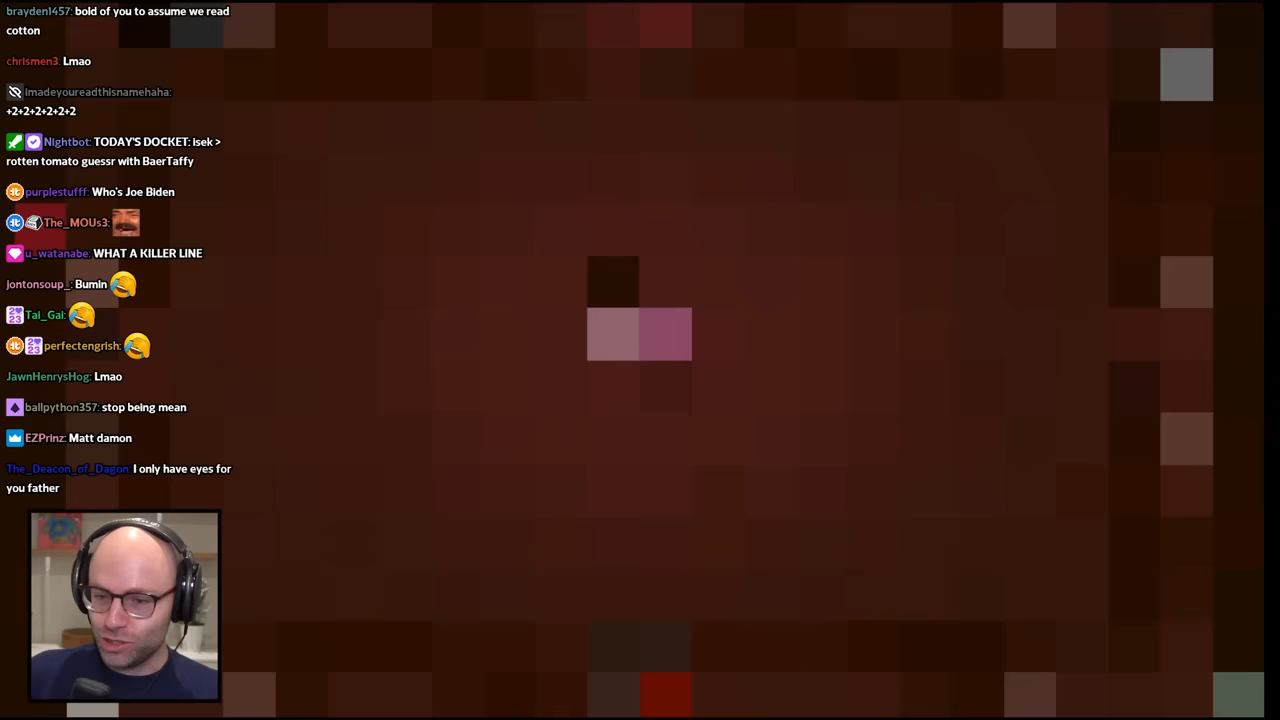 brayden1457: bold of you to assume we read
cotton
chrismen3: Lmao
Imadeyoureadthisnamehaha:
+2+2+2+2+2+2
Nightbot: TODAY'S DOCKET: isek >
rotten tomato guessr with BaerTaffy
purplestufff: Who's Joe Biden
The_MOUs3:
u_watanabe: WHAT A KILLER LINE
jontonsoup_: Bumin
Tai_Gai:
perfectengrish:
JawnHenrysHog: Lmao
ballpython357: stop being mean
EZPrinz: Matt damon
The_Deacon_of_Dagon: I only have eyes for
you father